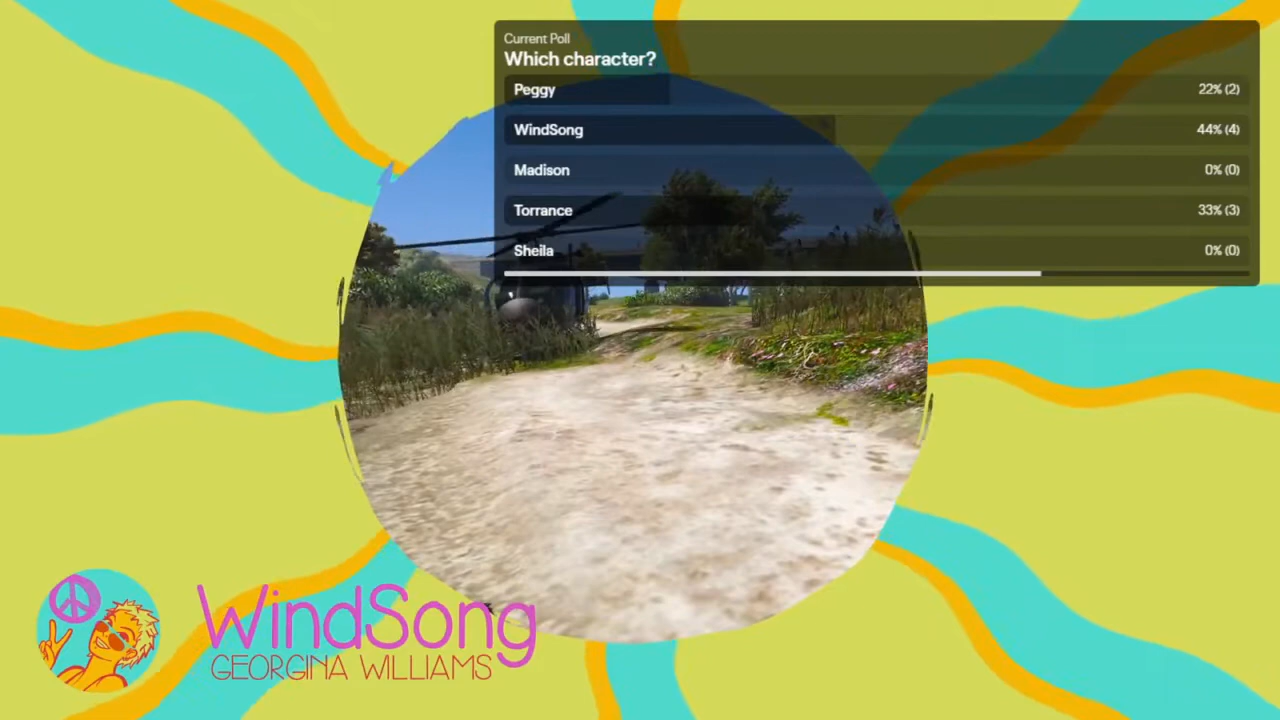 Current Poll
Which character?
Peggy 22% (2)
WindSong 44% (4)
Madison 0% (0)
Torrance 33% (3)
Sheila 0% (0)
WindSong
GEORGINA WILLIAMS